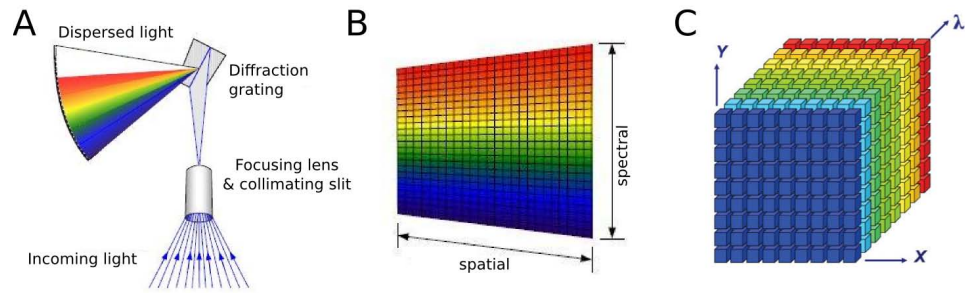 A
Dispersed light
Diffraction
grating
Focusing lens
& collimating slit
Incoming light
B
spectral
spatial
C
Y
λ
X